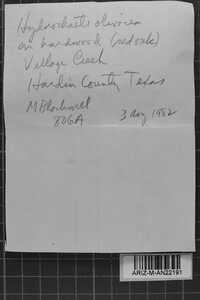 Hydnochaete olivacea
on hardwood (red oak)
Village Creek
Hardin County, Texas
M Blackwell
806A
3 Aug 1982
ARIZ-M-AN22191